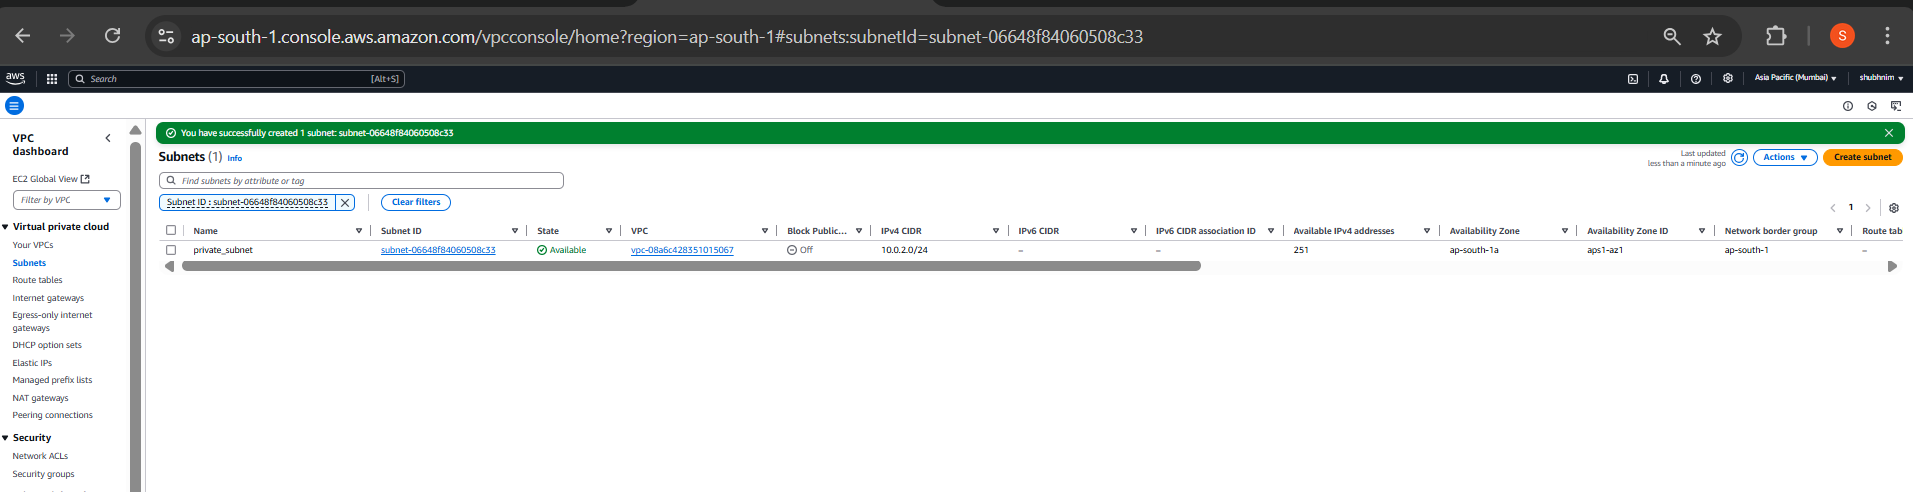 ap-south-1.console.aws.amazon.com/vpcconsole/home?region=ap-south-1#subnets:subnetId=subnet-06648f84060508c33
S
aws
Search
[Alt+S]
Asia Pacific (Mumbai)
shubhnim
VPC dashboard
EC2 Global View
Filter by VPC
Virtual private cloud
Your VPCs
Subnets
Route tables
Internet gateways
Egress-only internet
gateways
DHCP option sets
Elastic IPs
Managed prefix lists
NAT gateways
Peering connections
Security
Network ACLs
Security groups
You have successfully created 1 subnet: subnet-06648f84060508c33
Subnets (1) Info
Last updated
less than a minute ago
Actions
Create subnet
Find subnets by attribute or tag
Subnet ID : subnet-06648f84060508c33
Clear filters
1
Name Subnet ID State VPC Block Public... IPv4 CIDR IPv6 CIDR IPv6 CIDR association ID Available IPv4 addresses Availability Zone Availability Zone ID Network border group Route tab
private_subnet subnet-06648f84060508c33 Available vpc-08a6c428351015067 Off 10.0.2.0/24 – – 251 ap-south-1a aps1-az1 ap-south-1 –